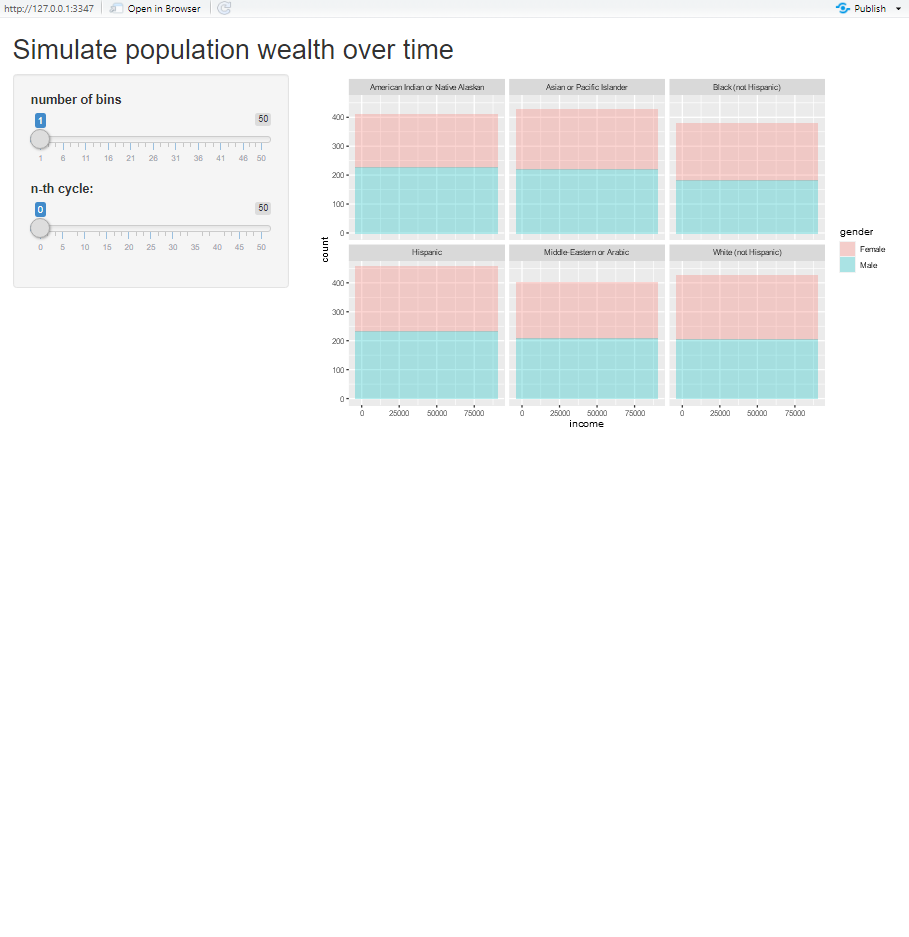 http://127.0.0.1:3347 Open in Browser Publish
Simulate population wealth over time
number of bins
1 50
1 6 11 16 21 26 31 36 41 46 50
n-th cycle:
0 50
0 5 10 15 20 25 30 35 40 45 50
count
American Indian or Native Alaskan Asian or Pacific Islander Black (not Hispanic)
400
300
200
100
0
Hispanic Middle-Eastern or Arabic White (not Hispanic)
400
300
200
100
0
0 25000 50000 75000 0 25000 50000 75000 0 25000 50000 75000
income
gender
Female
Male